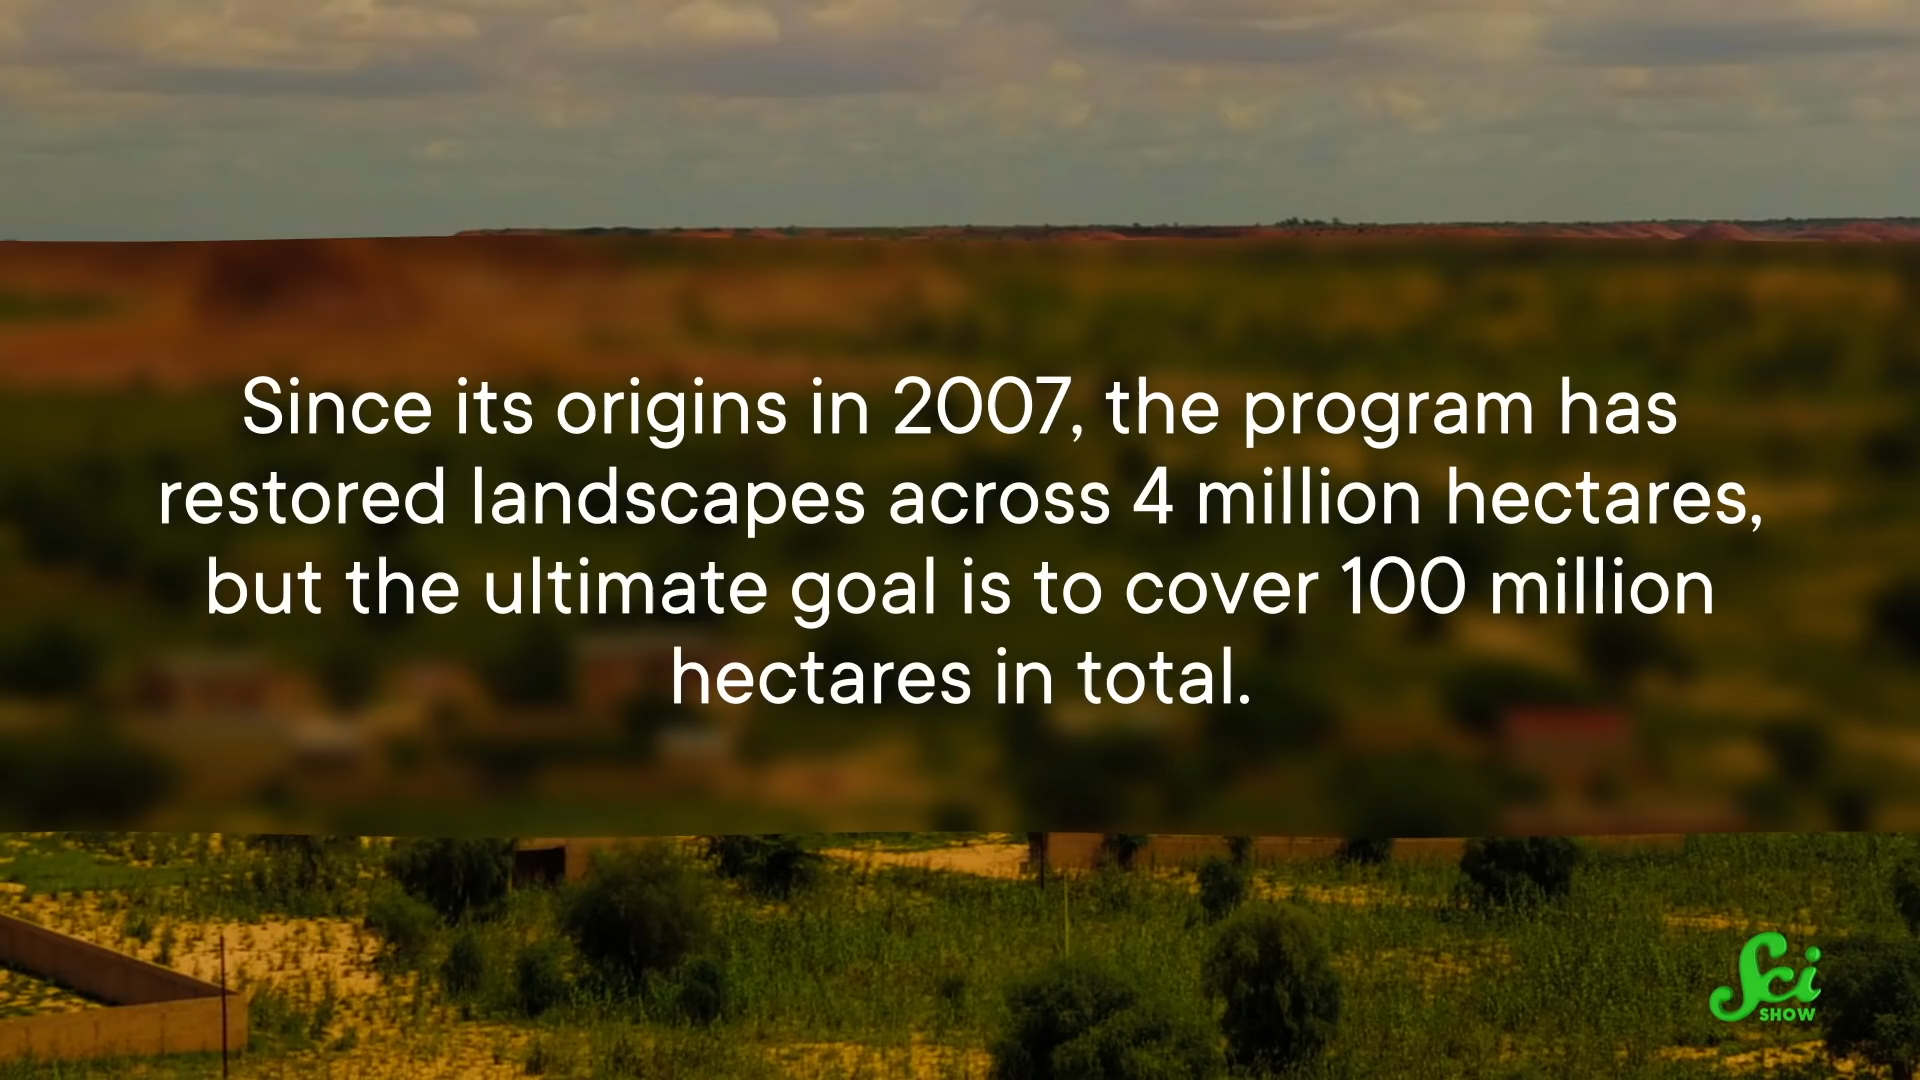 Since its origins in 2007, the program has
restored landscapes across 4 million hectares,
but the ultimate goal is to cover 100 million
hectares in total.
Sci
SHOW